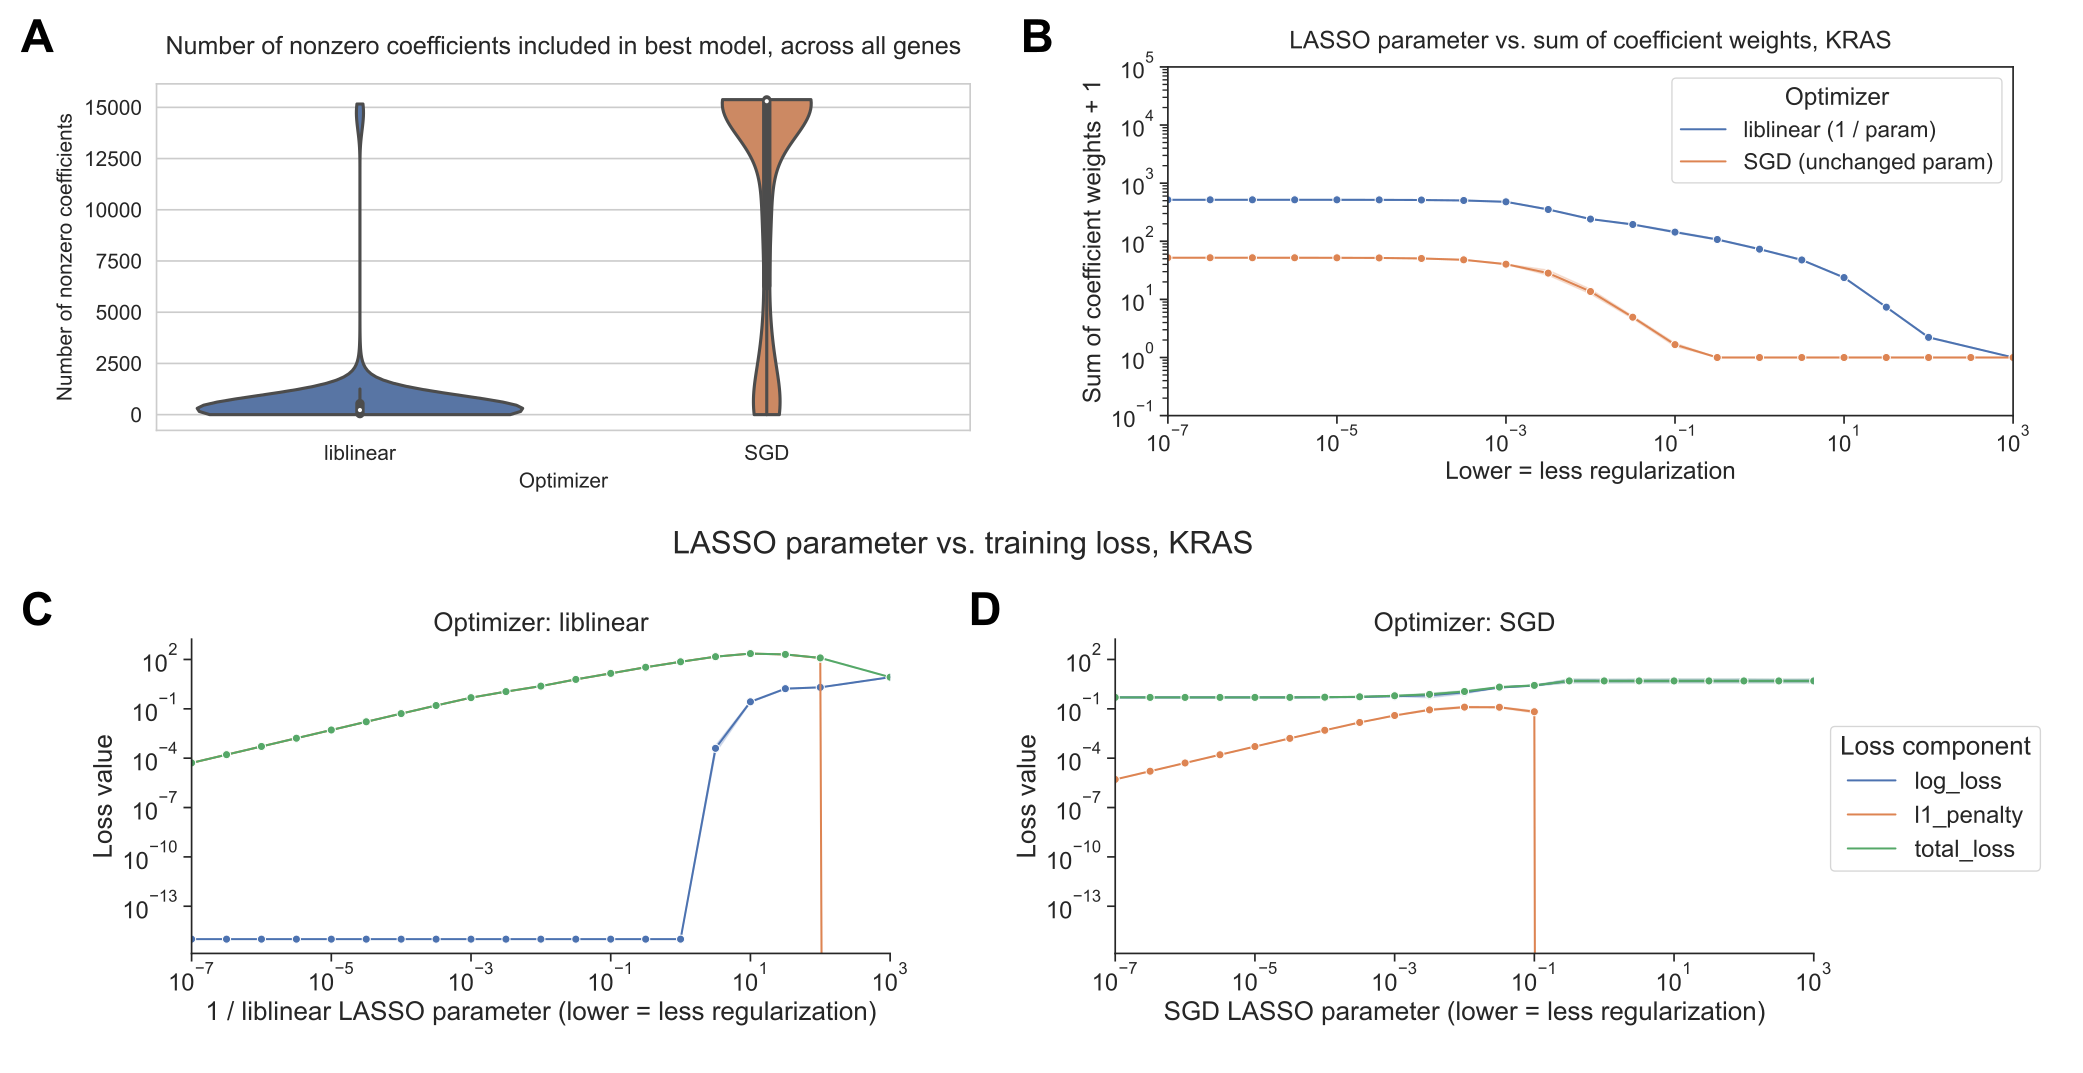 A
Number of nonzero coefficients included in best model, across all genes
Number of nonzero coefficients
15000
12500
10000
7500
5000
2500
0
liblinear
SGD
Optimizer
B
LASSO parameter vs. sum of coefficient weights, KRAS
Sum of coefficient weights + 1
10^5
10^4
10^3
10^2
10^1
10^0
10^−1
Optimizer
liblinear (1 / param)
SGD (unchanged param)
10^−7
10^−5
10^−3
10^−1
10^1
10^3
Lower = less regularization
LASSO parameter vs. training loss, KRAS
C
Optimizer: liblinear
Loss value
10^2
10^−1
10^−4
10^−7
10^−10
10^−13
10^−7
10^−5
10^−3
10^−1
10^1
10^3
1 / liblinear LASSO parameter (lower = less regularization)
D
Optimizer: SGD
Loss value
10^2
10^−1
10^−4
10^−7
10^−10
10^−13
10^−7
10^−5
10^−3
10^−1
10^1
10^3
SGD LASSO parameter (lower = less regularization)
Loss component
log_loss
l1_penalty
total_loss